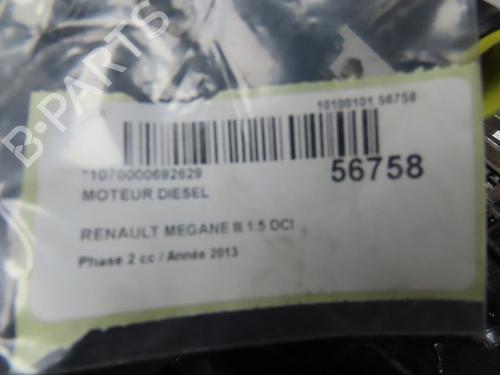 10100101 56758
*1070000692629
56758
MOTEUR DIESEL
RENAULT MEGANE III 1.5 DCI
Phase 2 cc / Année 2013
B-PARTS